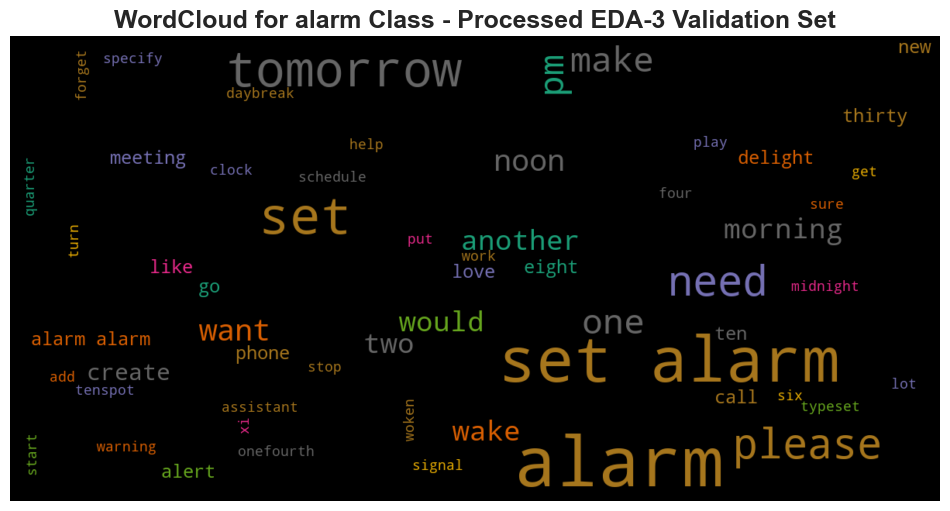 WordCloud for alarm Class - Processed EDA-3 Validation Set
new
specify
forget
tomorrow
pm
make
daybreak
thirty
help
play
meeting
noon
delight
clock
schedule
get
quarter
four
sure
set
morning
turn
put
another
work
like
love
eight
need
go
midnight
would
one
want
two
ten
alarm alarm
phone
set alarm
stop
create
add
lot
tenspot
call
six
assistant
typeset
woken
xi
wake
please
start
warning
onefourth
alarm
alert
signal